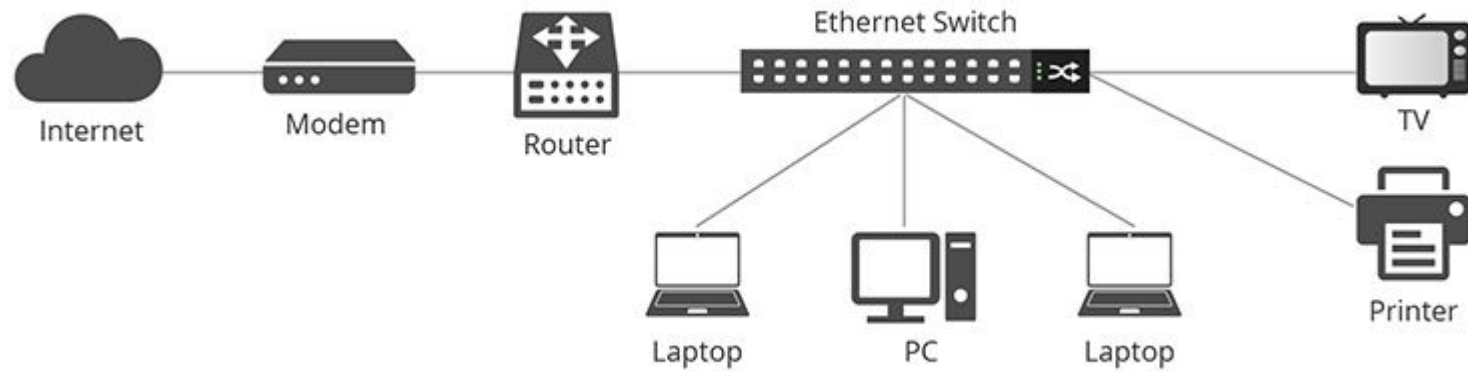 Ethernet Switch
Internet
Modem
Router
TV
Printer
Laptop
PC
Laptop